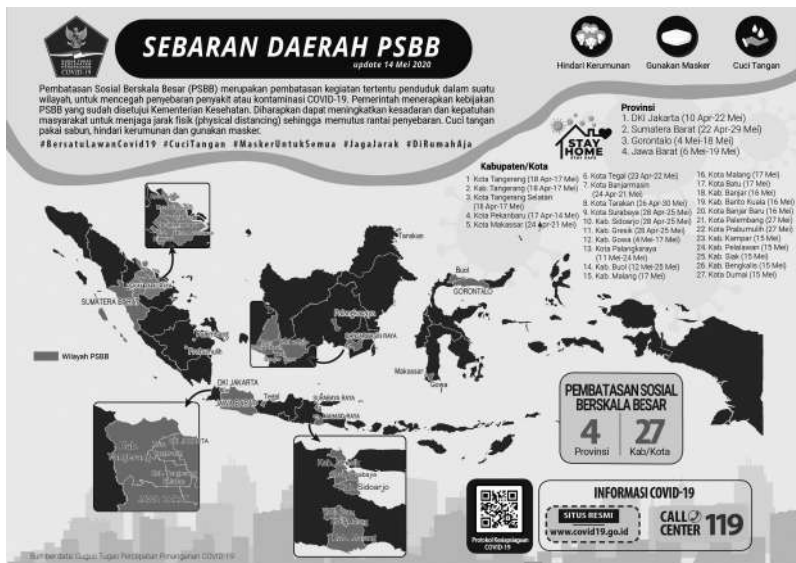 SEBARAN DAERAH PSBB
update 14 Mei 2020
COVID-19
Hindari Kerumunan
Gunakan Masker
Cuci Tangan
Pembatasan Sosial Berskala Besar (PSBB) merupakan pembatasan kegiatan tertentu penduduk dalam suatu
wilayah, untuk mencegah penyebaran penyakit atau kontaminasi COVID-19. Pemerintah menerapkan kebijakan
PSBB yang sudah disetujui Kementerian Kesehatan. Diharapkan dapat meningkatkan kesadaran dan kepatuhan
masyarakat untuk menjaga jarak fisik (physical distancing) sehingga memutus rantai penyebaran. Cuci tangan
pakai sabun, hindari kerumunan dan gunakan masker.
#BersatuLawanCovid19 #CuciTangan #MaskerUntukSemua #JagaJarak #DiRumahAja
STAY
HOME
Provinsi
1. DKI Jakarta (10 Apr-22 Mei)
2. Sumatera Barat (22 Apr-29 Mei)
3. Gorontalo (4 Mei-18 Mei)
4. Jawa Barat (6 Mei-19 Mei)
Kabupaten/Kota
1. Kota Tangerang (18 Apr-17 Mei)
2. Kab. Tangerang (18 Apr-17 Mei)
3. Kota Tangerang Selatan
(18 Apr-17 Mei)
4. Kota Pekanbaru (17 Apr-14 Mei)
5. Kota Makassar (24 Apr-21 Mei)
6. Kota Tegal (23 Apr-22 Mei)
7. Kota Banjarmasin
(24 Apr-21 Mei)
8. Kota Tarakan (26 Apr-30 Mei)
9. Kota Surabaya (28 Apr-25 Mei)
10. Kab. Sidoarjo (28 Apr-25 Mei)
11. Kab. Gresik (28 Apr-25 Mei)
12. Kab. Gowa (4 Mei-17 Mei)
13. Kota Palangkaraya
(11 Mei-24 Mei)
14. Kab. Buol (12 Mei-25 Mei)
15. Kab. Malang (17 Mei)
16. Kota Malang (17 Mei)
17. Kota Batu (17 Mei)
18. Kab. Banjar (16 Mei)
19. Kab. Barito Kuala (16 Mei)
20. Kota Banjar Baru (16 Mei)
21. Kota Palembang (27 Mei)
22. Kota Prabumulih (27 Mei)
23. Kab. Kampar (15 Mei)
24. Kab. Pelalawan (15 Mei)
25. Kab. Siak (15 Mei)
26. Kab. Bengkalis (15 Mei)
27. Kota Dumai (15 Mei)
Tarakan
Buol
GORONTALO
SUMATERA BARAT
Palangkaraya
Prabumulih
Wilayah PSBB
Makassar
Gowa
DKI JAKARTA
JAWA BARAT
Tegal
SURABAYA RAYA
Sidoarjo
PEMBATASAN SOSIAL
BERSKALA BESAR
4 27
Provinsi Kab/Kota
Protokol Kesiapsiagaan
COVID-19
INFORMASI COVID-19
SITUS RESMI
www.covid19.go.id
CALL
CENTER 119
Sumber data: Gugus Tugas Percepatan Penanganan COVID-19